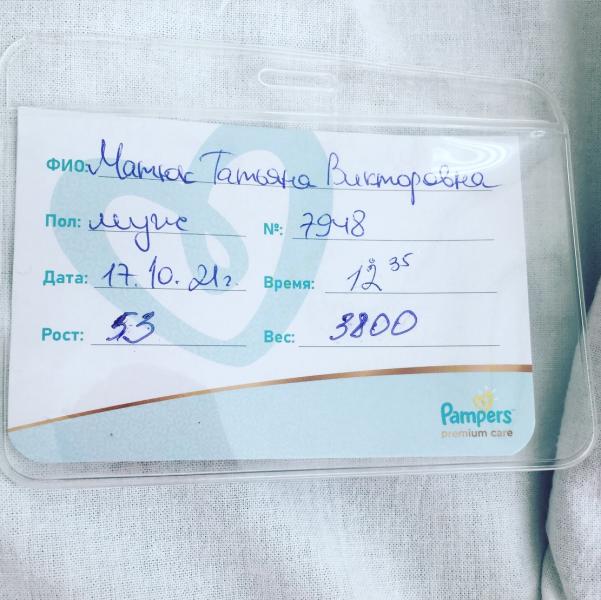 ФИО: Матюк Татьяна Викторовна
Пол: муж №: 7948
Дата: 17.10.21г. Время: 12 35
Рост: 53 Вес: 3800
Pampers
premium care